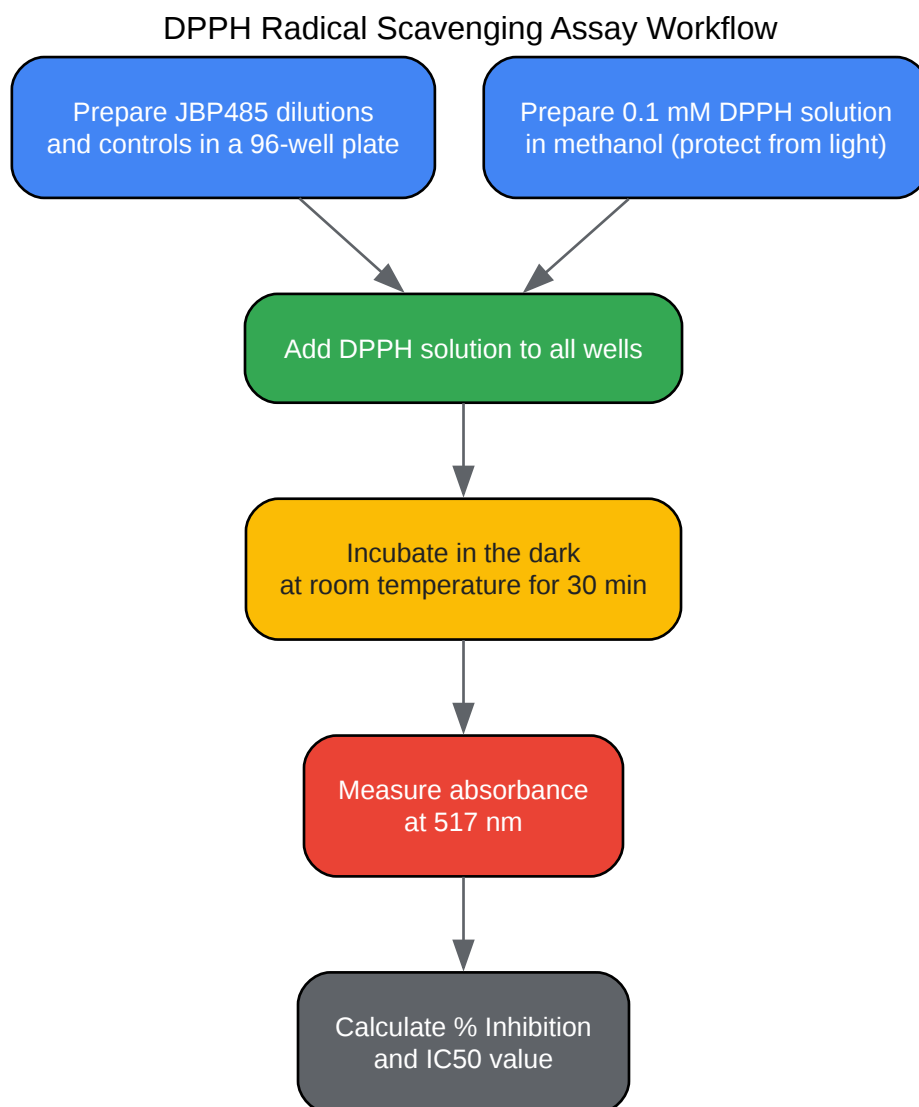 DPPH Radical Scavenging Assay Workflow
Prepare JBP485 dilutions
and controls in a 96-well plate
Prepare 0.1 mM DPPH solution
in methanol (protect from light)
Add DPPH solution to all wells
Incubate in the dark
at room temperature for 30 min
Measure absorbance
at 517 nm
Calculate % Inhibition
and IC50 value